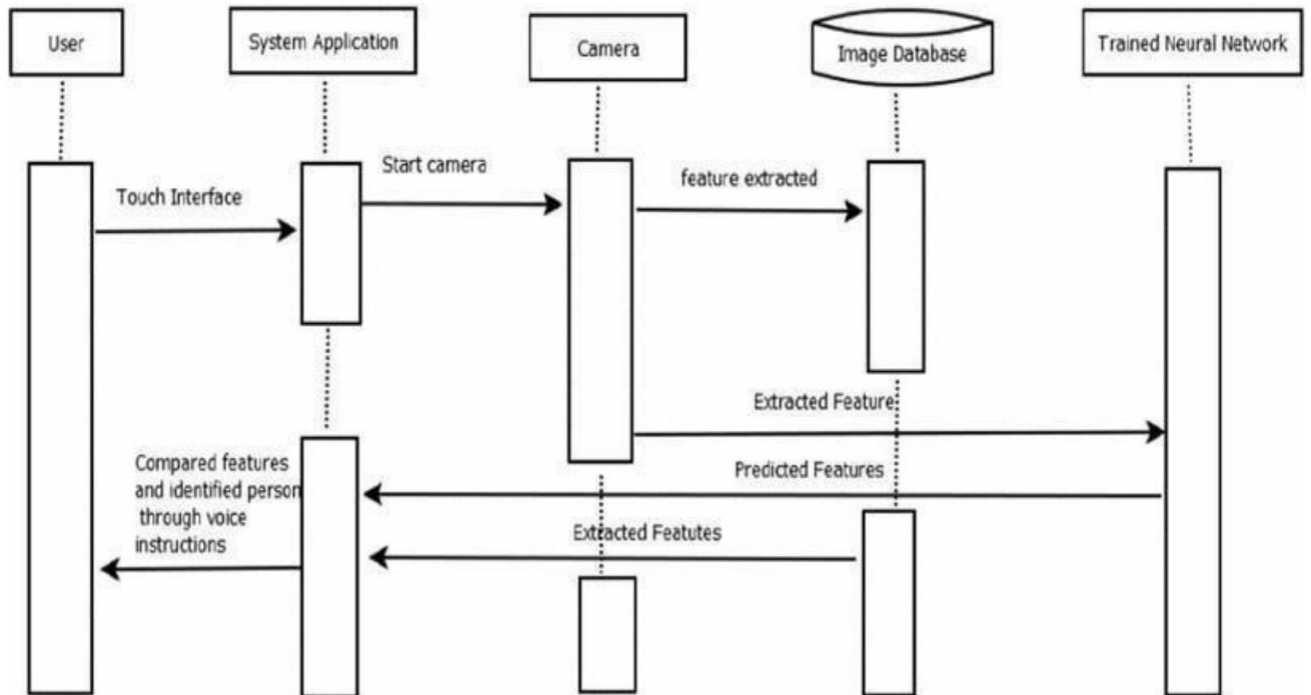 User
System Application
Camera
Image Database
Trained Neural Network
Start camera
feature extracted
Touch Interface
Extracted Feature
Compared features
and identified person
through voice
instructions
Predicted Features
Extracted Featutes